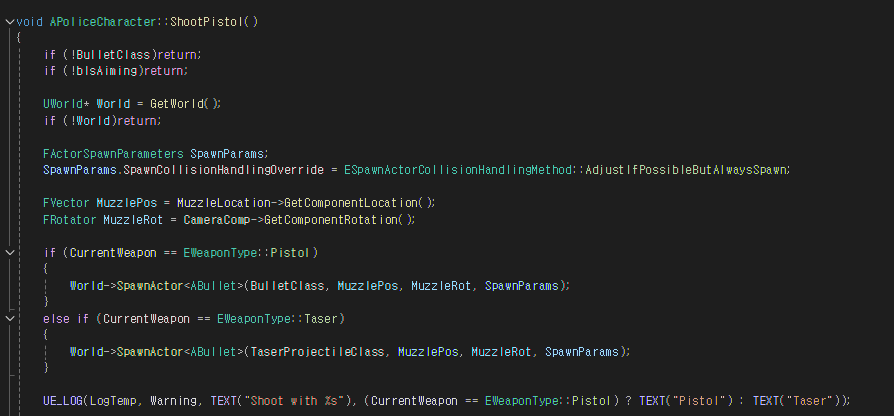 void APoliceCharacter::ShootPistol()
{
if (!BulletClass)return;
if (!bIsAiming)return;
UWorld* World = GetWorld();
if (!World)return;
FActorSpawnParameters SpawnParams;
SpawnParams.SpawnCollisionHandlingOverride = ESpawnActorCollisionHandlingMethod::AdjustIfPossibleButAlwaysSpawn;
FVector MuzzlePos = MuzzleLocation->GetComponentLocation();
FRotator MuzzleRot = CameraComp->GetComponentRotation();
if (CurrentWeapon == EWeaponType::Pistol)
{
World->SpawnActor<ABullet>(BulletClass, MuzzlePos, MuzzleRot, SpawnParams);
}
else if (CurrentWeapon == EWeaponType::Taser)
{
World->SpawnActor<ABullet>(TaserProjectileClass, MuzzlePos, MuzzleRot, SpawnParams);
}
UE_LOG(LogTemp, Warning, TEXT("Shoot with %s"), (CurrentWeapon == EWeaponType::Pistol) ? TEXT("Pistol") : TEXT("Taser"));